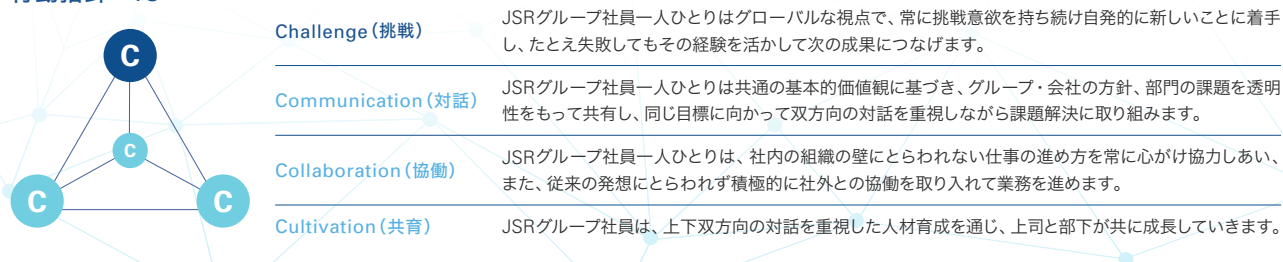 C
C
C
C
Challenge（挑戦）
JSRグループ社員一人ひとりはグローバルな視点で、常に挑戦意欲を持ち続け自発的に新しいことに着手
し、たとえ失敗してもその経験を活かして次の成果につなげます。
Communication（対話）
JSRグループ社員一人ひとりは共通の基本的価値観に基づき、グループ・会社の方針、部門の課題を透明
性をもって共有し、同じ目標に向かって双方向の対話を重視しながら課題解決に取り組みます。
Collaboration（協働）
JSRグループ社員一人ひとりは、社内の組織の壁にとらわれない仕事の進め方を常に心がけ協力しあい、
また、従来の発想にとらわれず積極的に社外との協働を取り入れて業務を進めます。
Cultivation（共育）
JSRグループ社員は、上下双方向の対話を重視した人材育成を通じ、上司と部下が共に成長していきます。